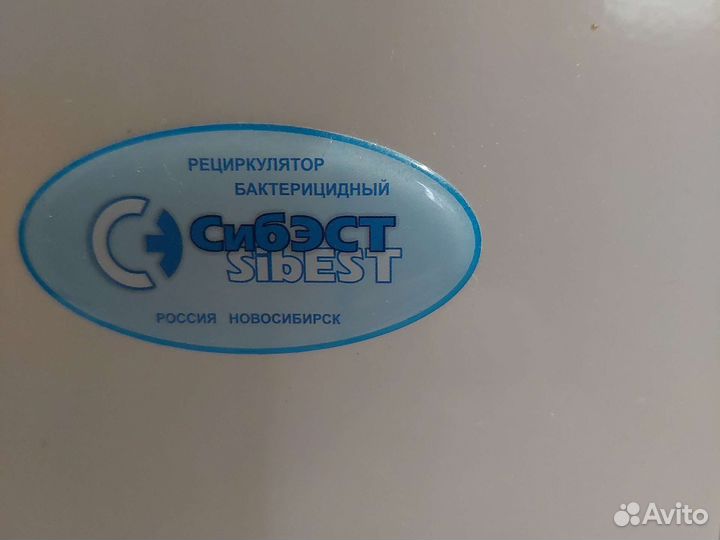 РЕЦИРКУЛЯТОР
БАКТЕРИЦИДНЫЙ
СибЭСТ
SibEST
РОССИЯ НОВОСИБИРСК
Avito